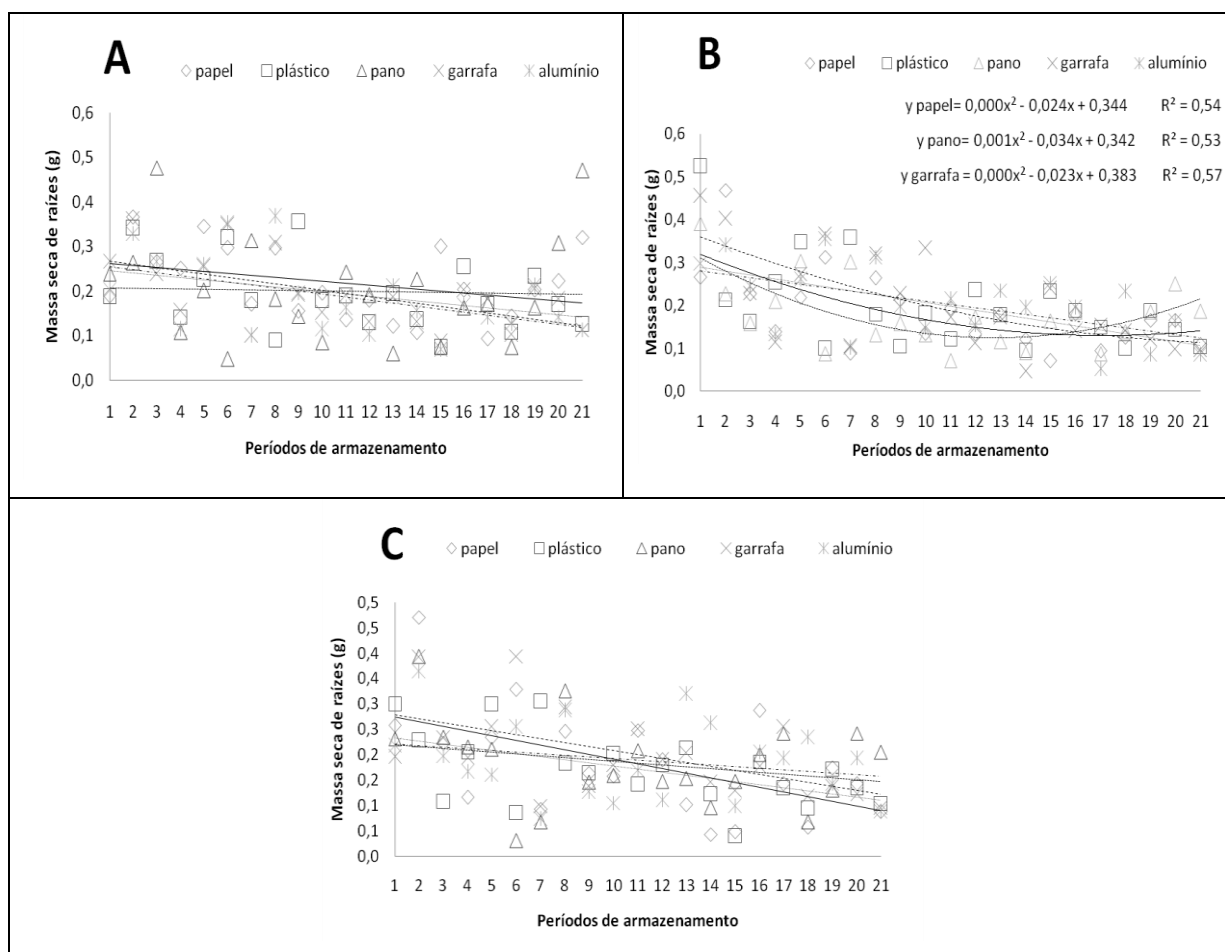 A
papel plástico pano garrafa alumínio
Massa seca de raízes (g)
0,6
0,5
0,4
0,3
0,2
0,1
0,0
1 2 3 4 5 6 7 8 9 10 11 12 13 14 15 16 17 18 19 20 21
Períodos de armazenamento
B
papel plástico pano garrafa alumínio
y papel= 0,000x² - 0,024x + 0,344 R² = 0,54
y pano= 0,001x² - 0,034x + 0,342 R² = 0,53
y garrafa = 0,000x² - 0,023x + 0,383 R² = 0,57
Massa seca de raízes (g)
0,6
0,5
0,4
0,3
0,2
0,1
0,0
1 2 3 4 5 6 7 8 9 10 11 12 13 14 15 16 17 18 19 20 21
Períodos de armazenamento
C
papel plástico pano garrafa alumínio
Massa seca de raízes (g)
0,5
0,5
0,4
0,4
0,3
0,3
0,2
0,2
0,1
0,1
0,0
1 2 3 4 5 6 7 8 9 10 11 12 13 14 15 16 17 18 19 20 21
Períodos de armazenamento